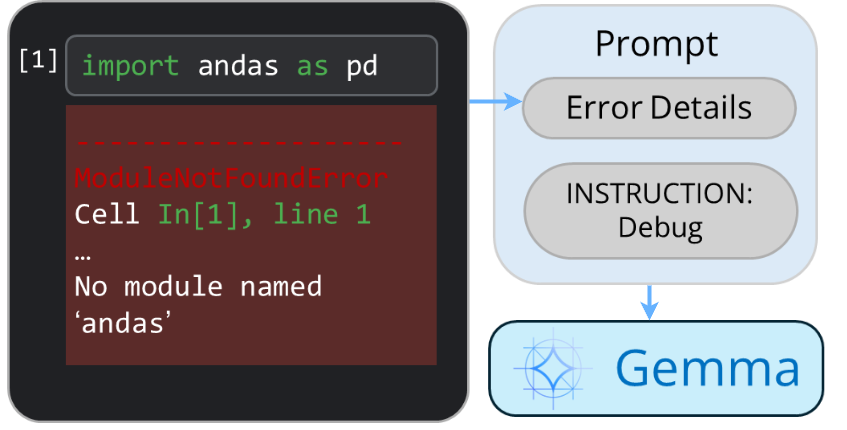 [1] import andas as pd
--------------------
ModuleNotFoundError
Cell In[1], line 1
…
No module named
‘andas’
Prompt
Error Details
INSTRUCTION:
Debug
Gemma